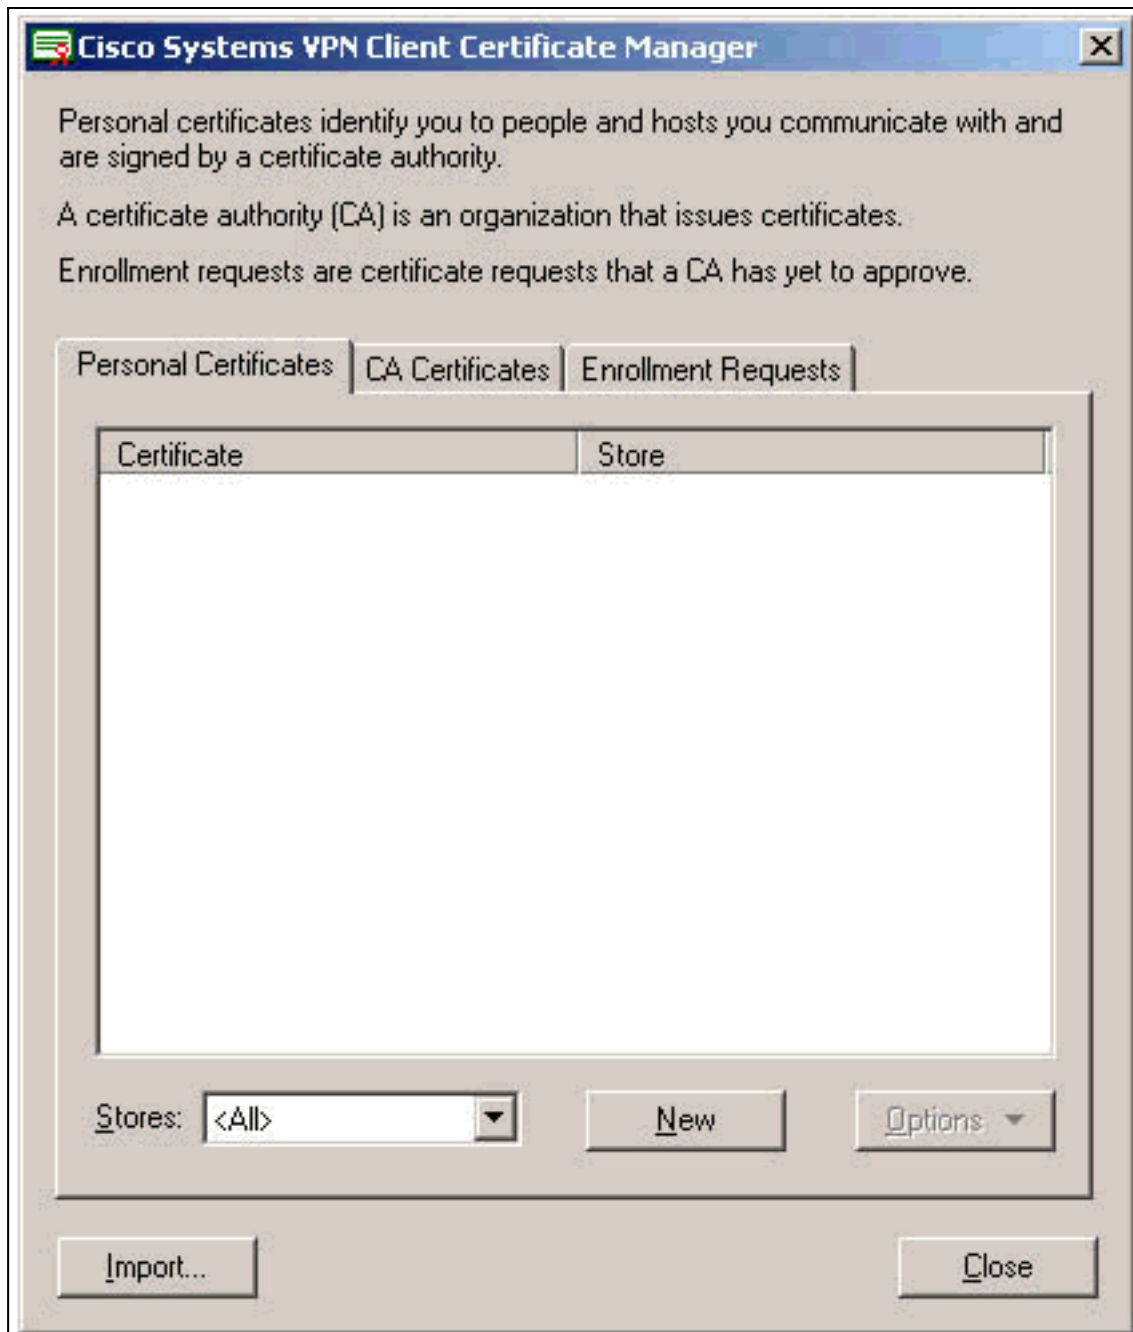 Cisco Systems VPN Client Certificate Manager
Personal certificates identify you to people and hosts you communicate with and
are signed by a certificate authority.
A certificate authority (CA) is an organization that issues certificates.
Enrollment requests are certificate requests that a CA has yet to approve.
Personal Certificates
CA Certificates
Enrollment Requests
Certificate
Store
Stores:
<All>
New
Options
Import...
Close